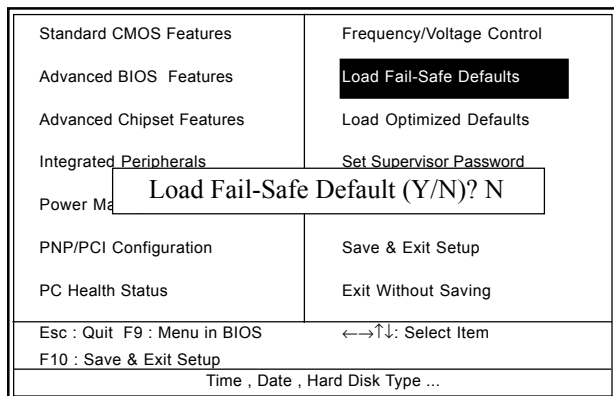 Standard CMOS Features
Frequency/Voltage Control
Advanced BIOS Features
Load Fail-Safe Defaults
Advanced Chipset Features
Load Optimized Defaults
Integrated Peripherals
Set Supervisor Password
Power Ma
Load Fail-Safe Default (Y/N)? N
PNP/PCI Configuration
Save & Exit Setup
PC Health Status
Exit Without Saving
Esc : Quit F9 : Menu in BIOS
←→↑↓: Select Item
F10 : Save & Exit Setup
Time , Date , Hard Disk Type ...